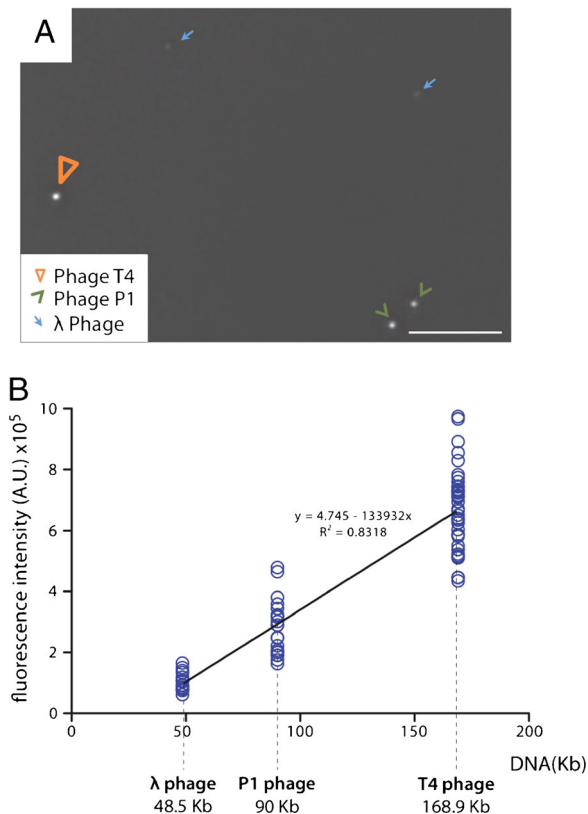 A
Phage T4
Phage P1
λ Phage
B
fluorescence intensity (A.U.) x10⁵
10
8
6
4
2
0
y = 4.745 - 133932x
R² = 0.8318
0
50
100
150
200
DNA(Kb)
λ phage
48.5 Kb
P1 phage
90 Kb
T4 phage
168.9 Kb